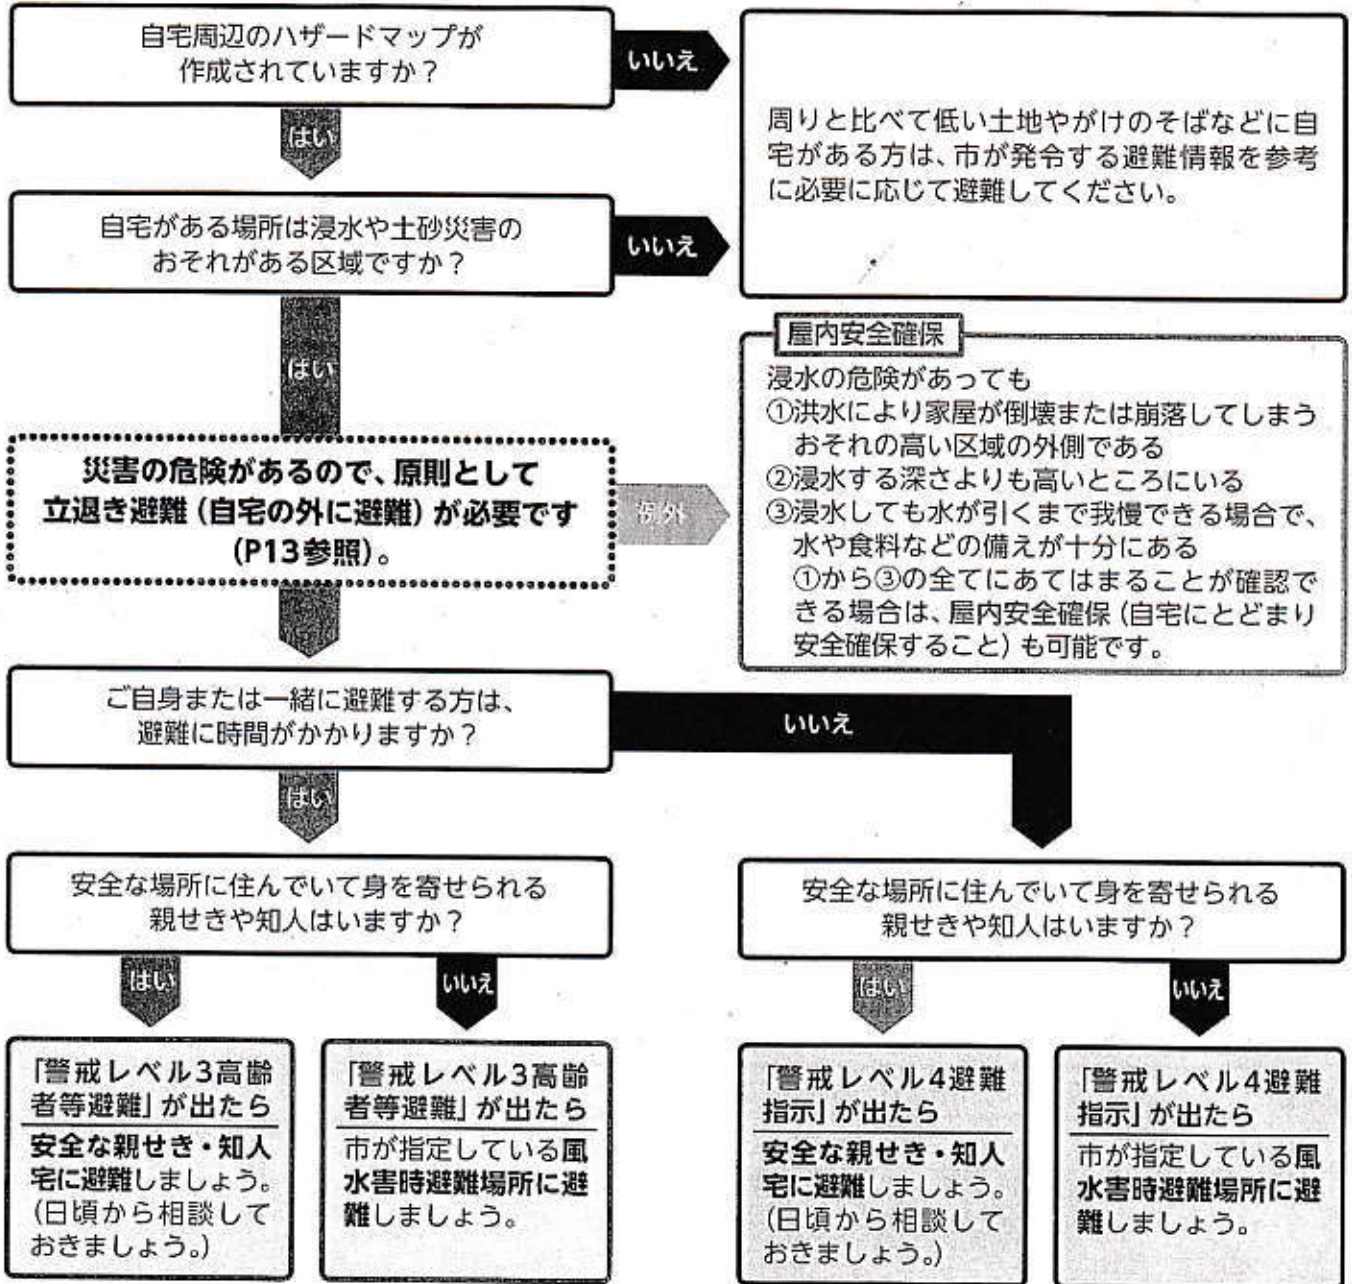 自宅周辺のハザードマップが
作成されていますか？
いいえ
はい
周りと比べて低い土地やがけのそばなどに自
宅がある方は、市が発令する避難情報を参考
に必要に応じて避難してください。
自宅がある場所は浸水や土砂災害の
おそれがある区域ですか？
いいえ
はい
災害の危険があるので、原則として
立退き避難（自宅の外に避難）が必要です
（P13参照）。
例外
屋内安全確保
浸水の危険があっても
①洪水により家屋が倒壊または崩落してしまう
おそれの高い区域の外側である
②浸水する深さよりも高いところにいる
③浸水しても水が引くまで我慢できる場合で、
水や食料などの備えが十分にある
①から③の全てにあてはまることが確認で
きる場合は、屋内安全確保（自宅にとどまり
安全確保すること）も可能です。
ご自身または一緒に避難する方は、
避難に時間がかかりますか？
いいえ
はい
安全な場所に住んでいて身を寄せられる
親せきや知人はいますか？
はい
いいえ
「警戒レベル3高齢
者等避難」が出たら
安全な親せき・知人
宅に避難しましょう。
（日頃から相談して
おきましょう。）
「警戒レベル3高齢
者等避難」が出たら
市が指定している風
水害時避難場所に避
難しましょう。
安全な場所に住んでいて身を寄せられる
親せきや知人はいますか？
はい
いいえ
「警戒レベル4避難
指示」が出たら
安全な親せき・知人
宅に避難しましょう。
（日頃から相談して
おきましょう。）
「警戒レベル4避難
指示」が出たら
市が指定している風
水害時避難場所に避
難しましょう。